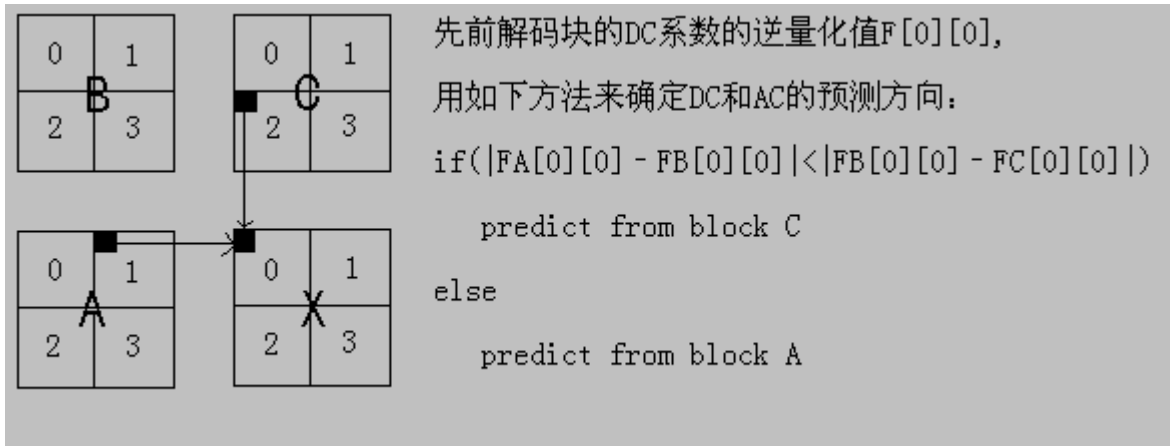 先前解码块的DC系数的逆量化值F[0][0],
用如下方法来确定DC和AC的预测方向:
if(|FA[0][0]-FB[0][0]|<|FB[0][0]-FC[0][0]|)
predict from block C
else
predict from block A
0 1
B
2 3
0 1
C
2 3
0 1
A
2 3
0 1
X
2 3